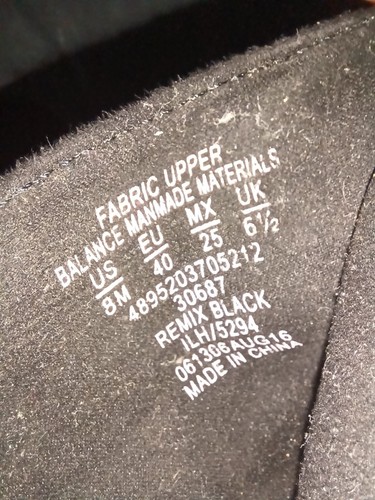 FABRIC UPPER
BALANCE MANMADE MATERIALS
US EU MX UK
8M 40 25 6½
4895203705212
30687
REMIX BLACK
ILH/5294
061306AUG16
MADE IN CHINA